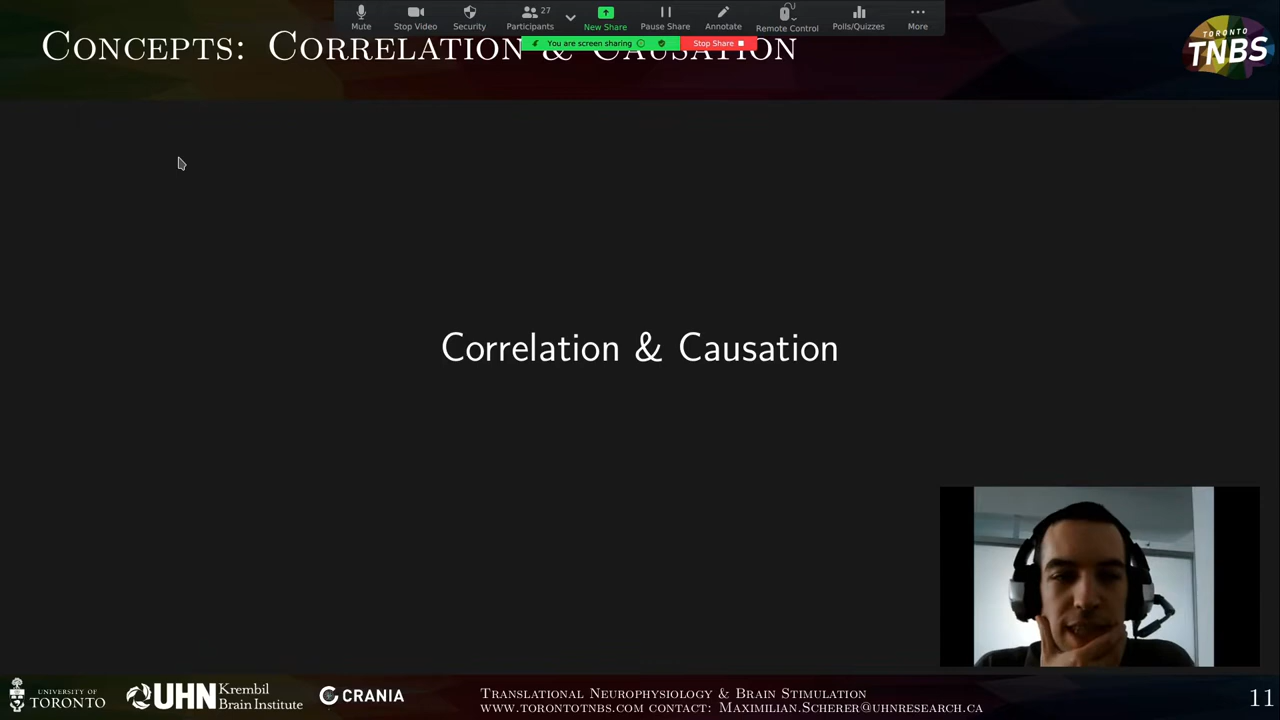 Mute
Stop Video
Security
Participants
27
New Share
Pause Share
Annotate
Remote Control
Polls/Quizzes
More
You are screen sharing
Stop Share
CONCEPTS: CORRELATION & CAUSATION
TORONTO
TNBS
Correlation & Causation
UNIVERSITY OF
TORONTO
UHN
Krembil
Brain Institute
CRANIA
TRANSLATIONAL NEUROPHYSIOLOGY & BRAIN STIMULATION
WWW.TORONTOTNBS.COM CONTACT: MAXIMILIAN.SCHERER@UHNRESEARCH.CA
11